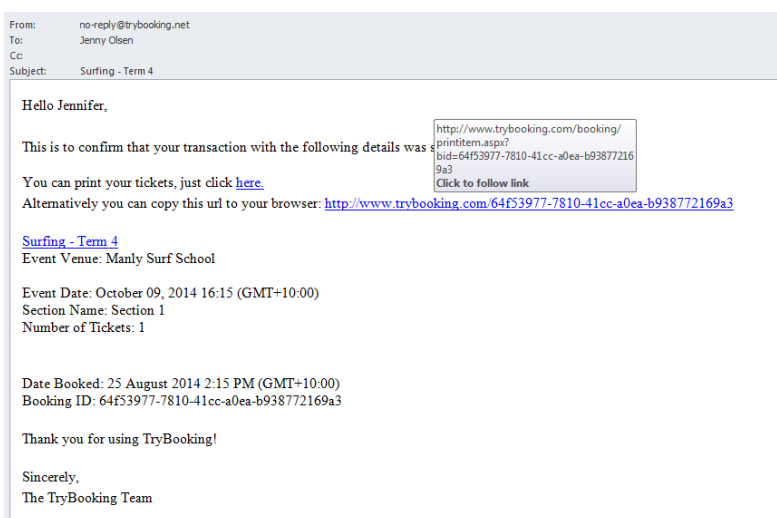 From: no-reply@trybooking.net
To: Jenny Olsen
Cc:
Subject: Surfing - Term 4
Hello Jennifer,
This is to confirm that your transaction with the following details was
http://www.trybooking.com/booking/
printitem.aspx?
bid=64f53977-7810-41cc-a0ea-b93877216
9a3
Click to follow link
You can print your tickets, just click here.
Alternatively you can copy this url to your browser: http://www.trybooking.com/64f53977-7810-41cc-a0ea-b938772169a3
Surfing - Term 4
Event Venue: Manly Surf School
Event Date: October 09, 2014 16:15 (GMT+10:00)
Section Name: Section 1
Number of Tickets: 1
Date Booked: 25 August 2014 2:15 PM (GMT+10:00)
Booking ID: 64f53977-7810-41cc-a0ea-b938772169a3
Thank you for using TryBooking!
Sincerely,
The TryBooking Team